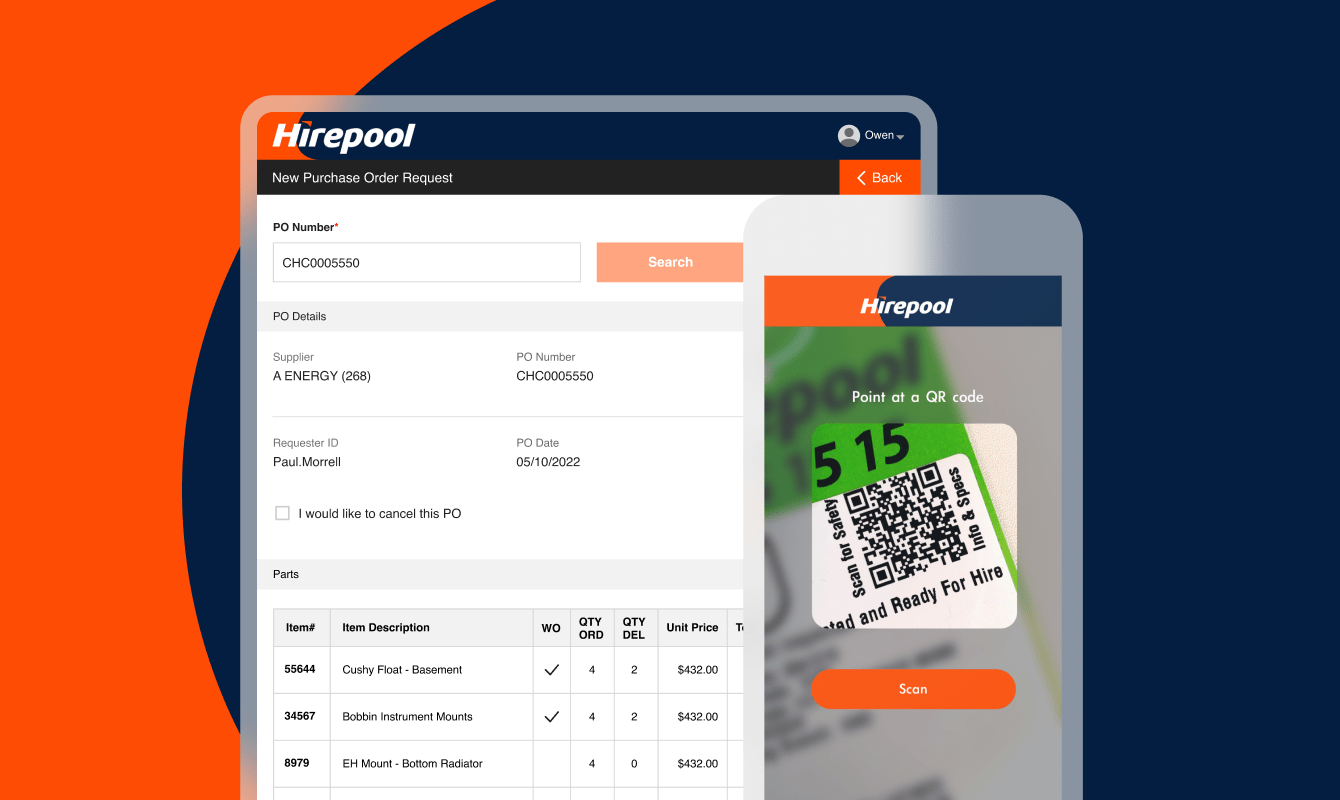 Hirepool
Owen
New Purchase Order Request
Back
PO Number*
CHC0005550
Search
PO Details
Supplier
PO Number
A ENERGY (268)
CHC0005550
Requester ID
PO Date
Paul.Morrell
05/10/2022
I would like to cancel this PO
Parts
Item# Item Description WO QTY ORD QTY DEL Unit Price
55644 Cushy Float - Basement 4 2 $432.00
34567 Bobbin Instrument Mounts 4 2 $432.00
8979 EH Mount - Bottom Radiator 4 0 $432.00
Hirepool
Point at a QR code
5 15
Scan for Safety
Info & Specs
and Ready For Hire
Scan